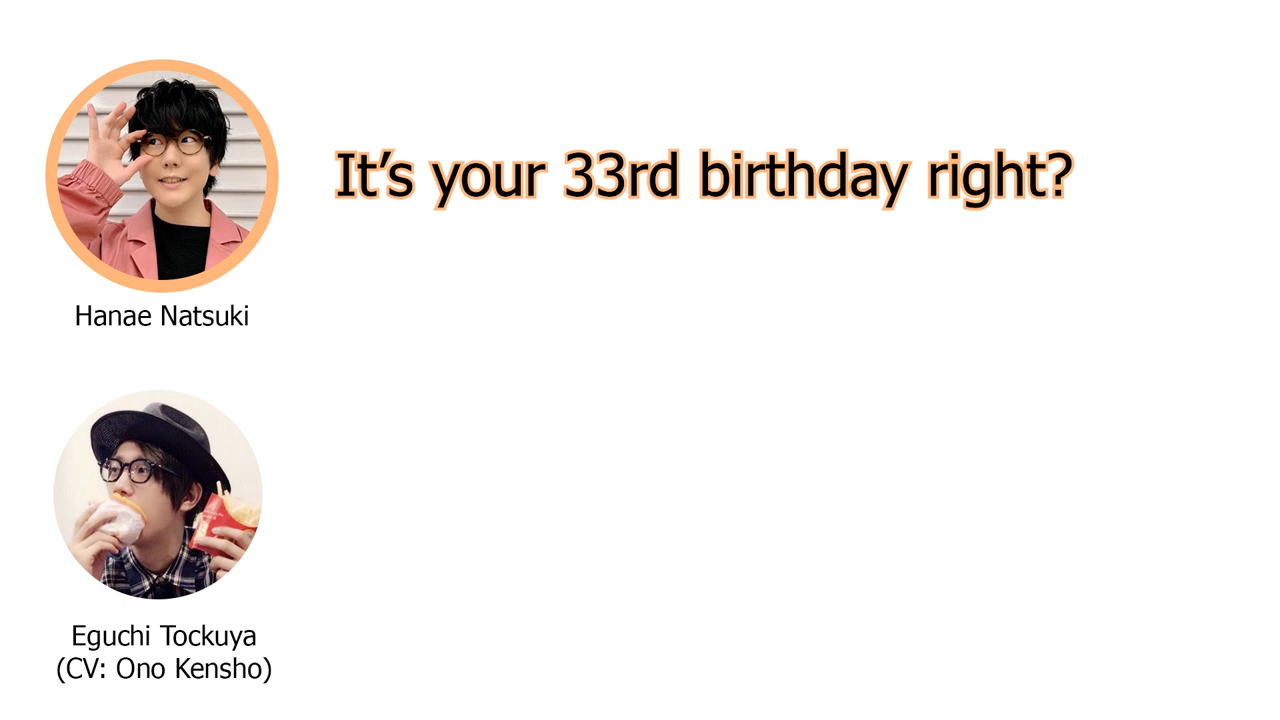 It’s your 33rd birthday right?
Hanae Natsuki
Eguchi Tockuya
(CV: Ono Kensho)